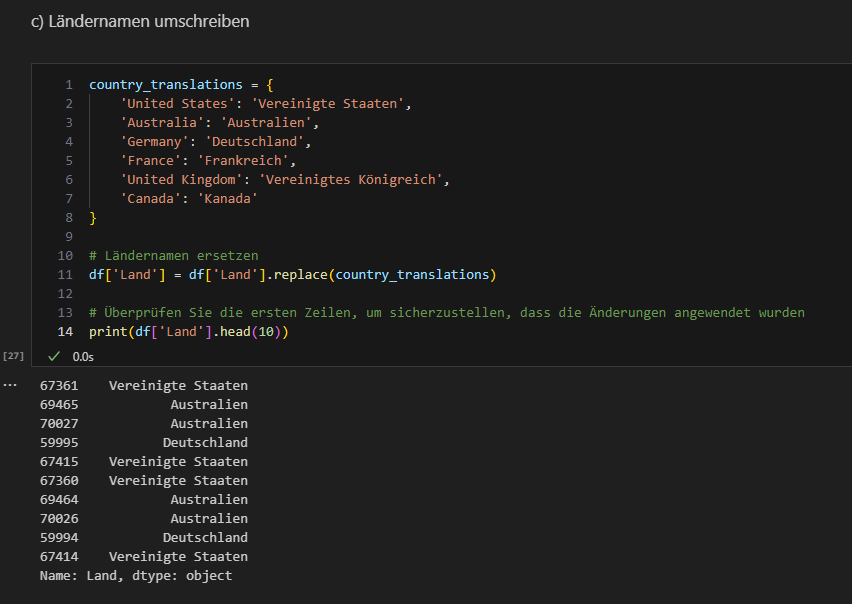 c) Ländernamen umschreiben
1 country_translations = {
2 'United States': 'Vereinigte Staaten',
3 'Australia': 'Australien',
4 'Germany': 'Deutschland',
5 'France': 'Frankreich',
6 'United Kingdom': 'Vereinigtes Königreich',
7 'Canada': 'Kanada'
8 }
9
10 # Ländernamen ersetzen
11 df['Land'] = df['Land'].replace(country_translations)
12
13 # Überprüfen Sie die ersten Zeilen, um sicherzustellen, dass die Änderungen angewendet wurden
14 print(df['Land'].head(10))
[27] ✓ 0.0s
... 67361 Vereinigte Staaten
69465 Australien
70027 Australien
59995 Deutschland
67415 Vereinigte Staaten
67360 Vereinigte Staaten
69464 Australien
70026 Australien
59994 Deutschland
67414 Vereinigte Staaten
Name: Land, dtype: object